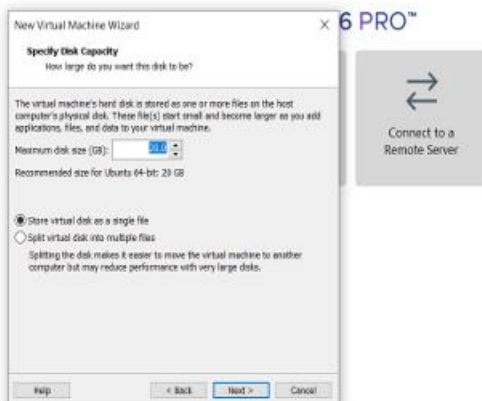 New Virtual Machine Wizard
6 PRO™
Specify Disk Capacity
How large do you want this disk to be?
The virtual machine's hard disk is stored as one or more files on the host
computer's physical disk. These file(s) start small and become larger as you add
applications, files, and data to your virtual machine.
Maximum disk size (GB):
Recommended size for Ubuntu 64-bit: 20 GB
Store virtual disk as a single file
Split virtual disk into multiple files
Splitting the disk makes it easier to move the virtual machine to another
computer but may reduce performance with very large disks.
Connect to a
Remote Server
Help
< Back
Next >
Cancel